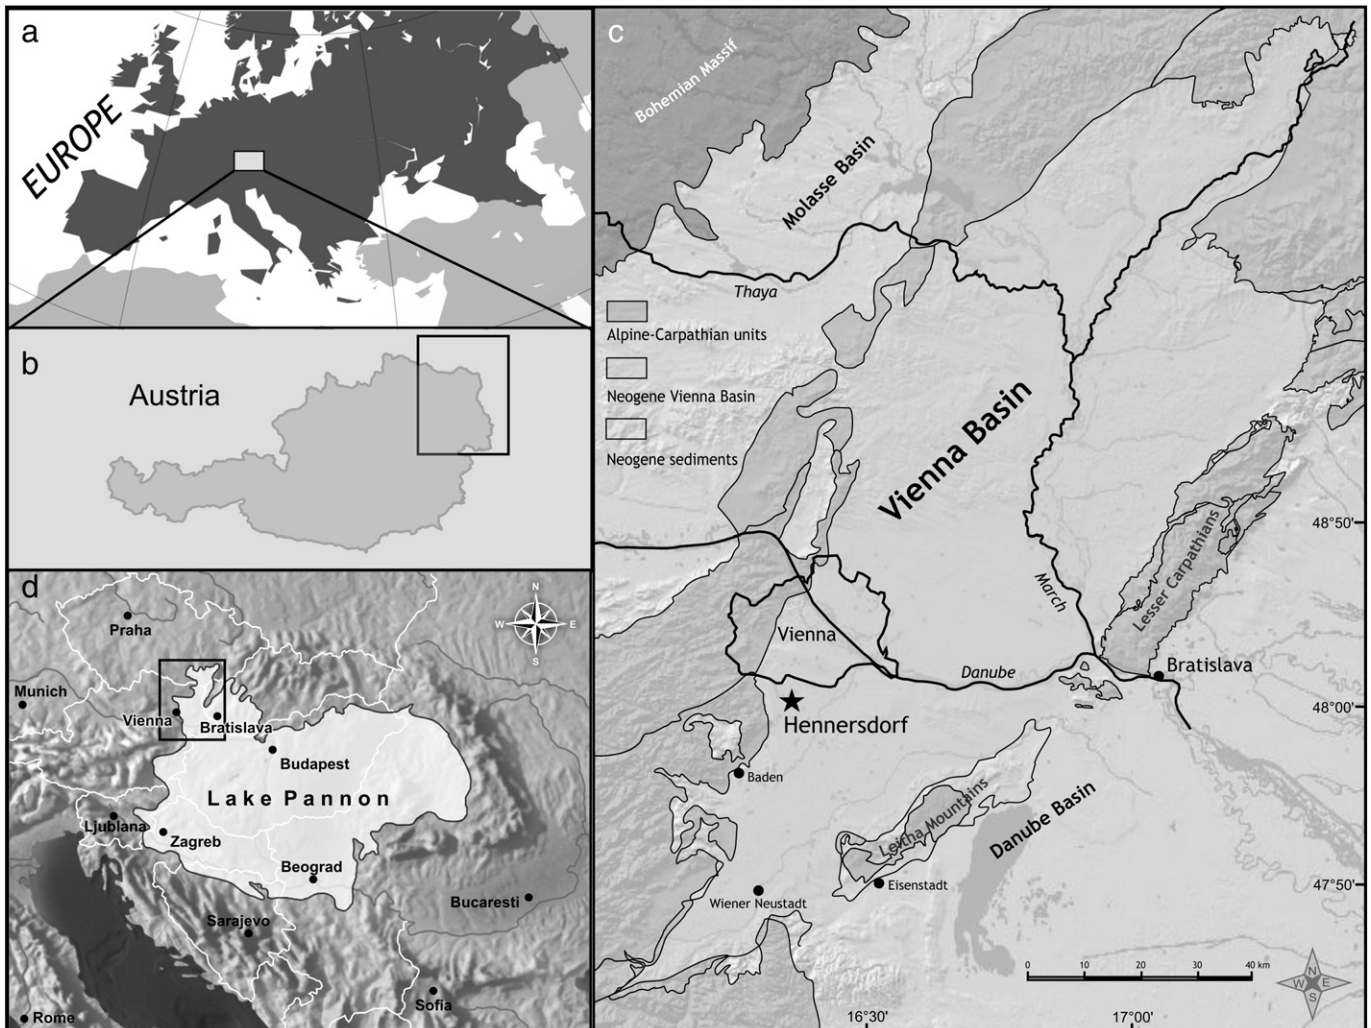 a
EUROPE
b
Austria
c
Bohemian Massif
Molasse Basin
Thaya
Alpine-Carpathian units
Neogene Vienna Basin
Neogene sediments
Vienna Basin
48°50'
Lesser Carpathians
March
Vienna
Danube
Bratislava
48°00'
Hennersdorf
Baden
Leitha Mountains
Danube Basin
47°50'
Eisenstadt
Wiener Neustadt
0 10 20 30 40 km
N
W E
S
16°30'
17°00'
d
N
W E
S
Praha
Munich
Vienna
Bratislava
Budapest
Lake Pannon
Ljublana
Zagreb
Beograd
Bucaresti
Sarajevo
Sofia
Rome